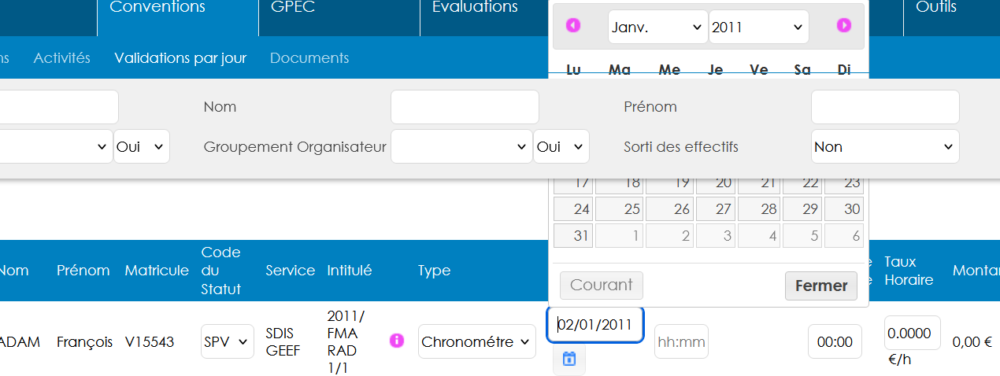 Conventions GPEC Evaluations Outils
Janv. 2011
Activités Validations par jour Documents
Lu Ma Me Je Ve Sa Di
Nom Prénom
Oui Groupement Organisateur Oui Sorti des effectifs Non
17 18 19 20 21 22 23
24 25 26 27 28 29 30
31 1 2 3 4 5 6
Courant Fermer
Nom Prénom Matricule Code du Statut Service Intitulé Type Taux Horaire
ADAM François V15543 SPV SDIS GEEF 2011/ FMA RAD 1/1 Chronométre 02/01/2011 hh:mm 00:00 0.0000 €/h 0,00 €